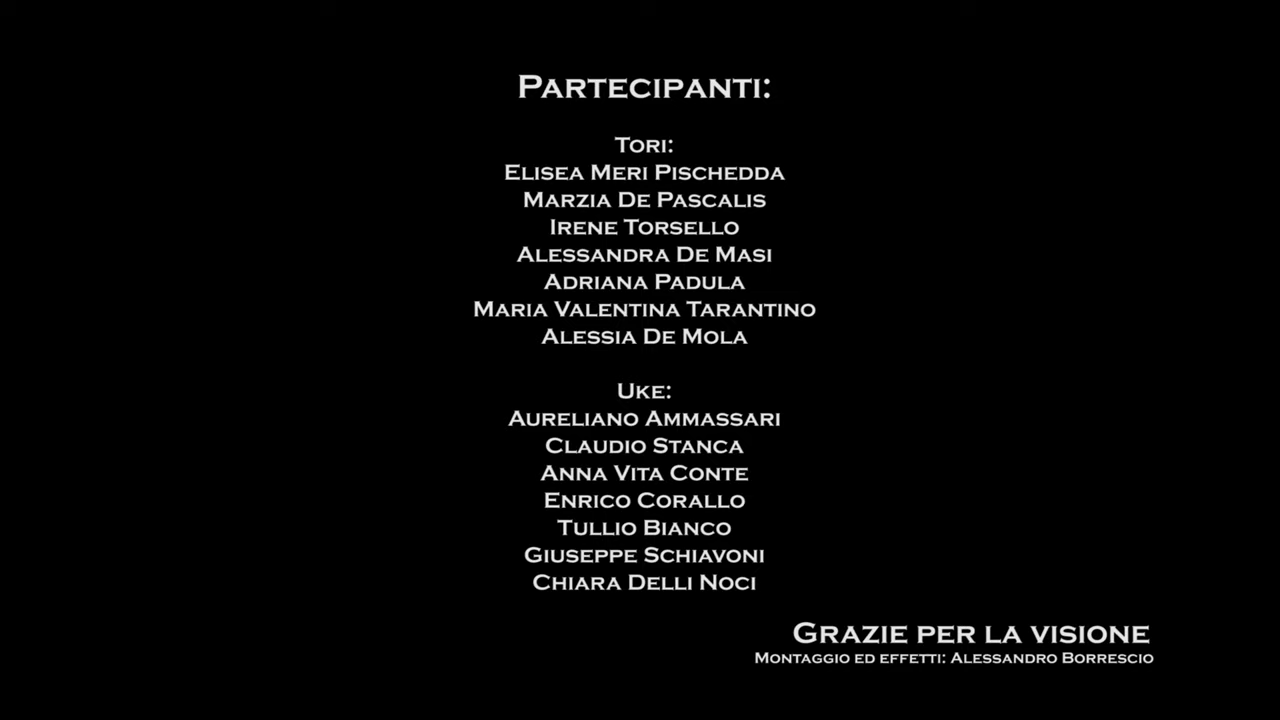 Partecipanti:
Tori:
Elisea Meri Pischedda
Marzia De Pascalis
Irene Torsello
Alessandra De Masi
Adriana Padula
Maria Valentina Tarantino
Alessia De Mola
Uke:
Aureliano Ammassari
Claudio Stanca
Anna Vita Conte
Enrico Corallo
Tullio Bianco
Giuseppe Schiavoni
Chiara Delli Noci
Grazie per la visione
Montaggio ed effetti: Alessandro Borrescio